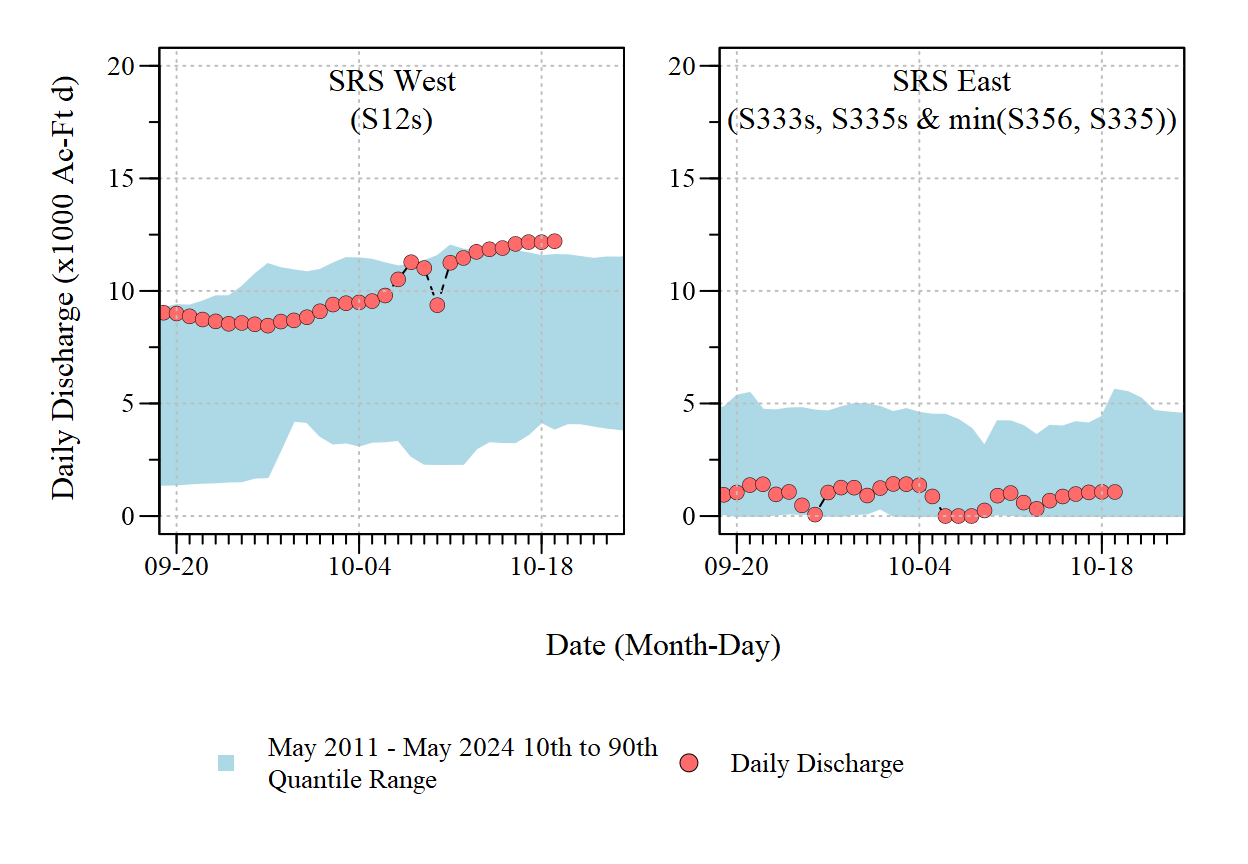 Daily Discharge (x1000 Ac-Ft d)
SRS West
(S12s)
20
15
10
5
0
09-20
10-04
10-18
SRS East
(S333s, S335s & min(S356, S335))
20
15
10
5
0
09-20
10-04
10-18
Date (Month-Day)
May 2011 - May 2024 10th to 90th
Quantile Range
Daily Discharge